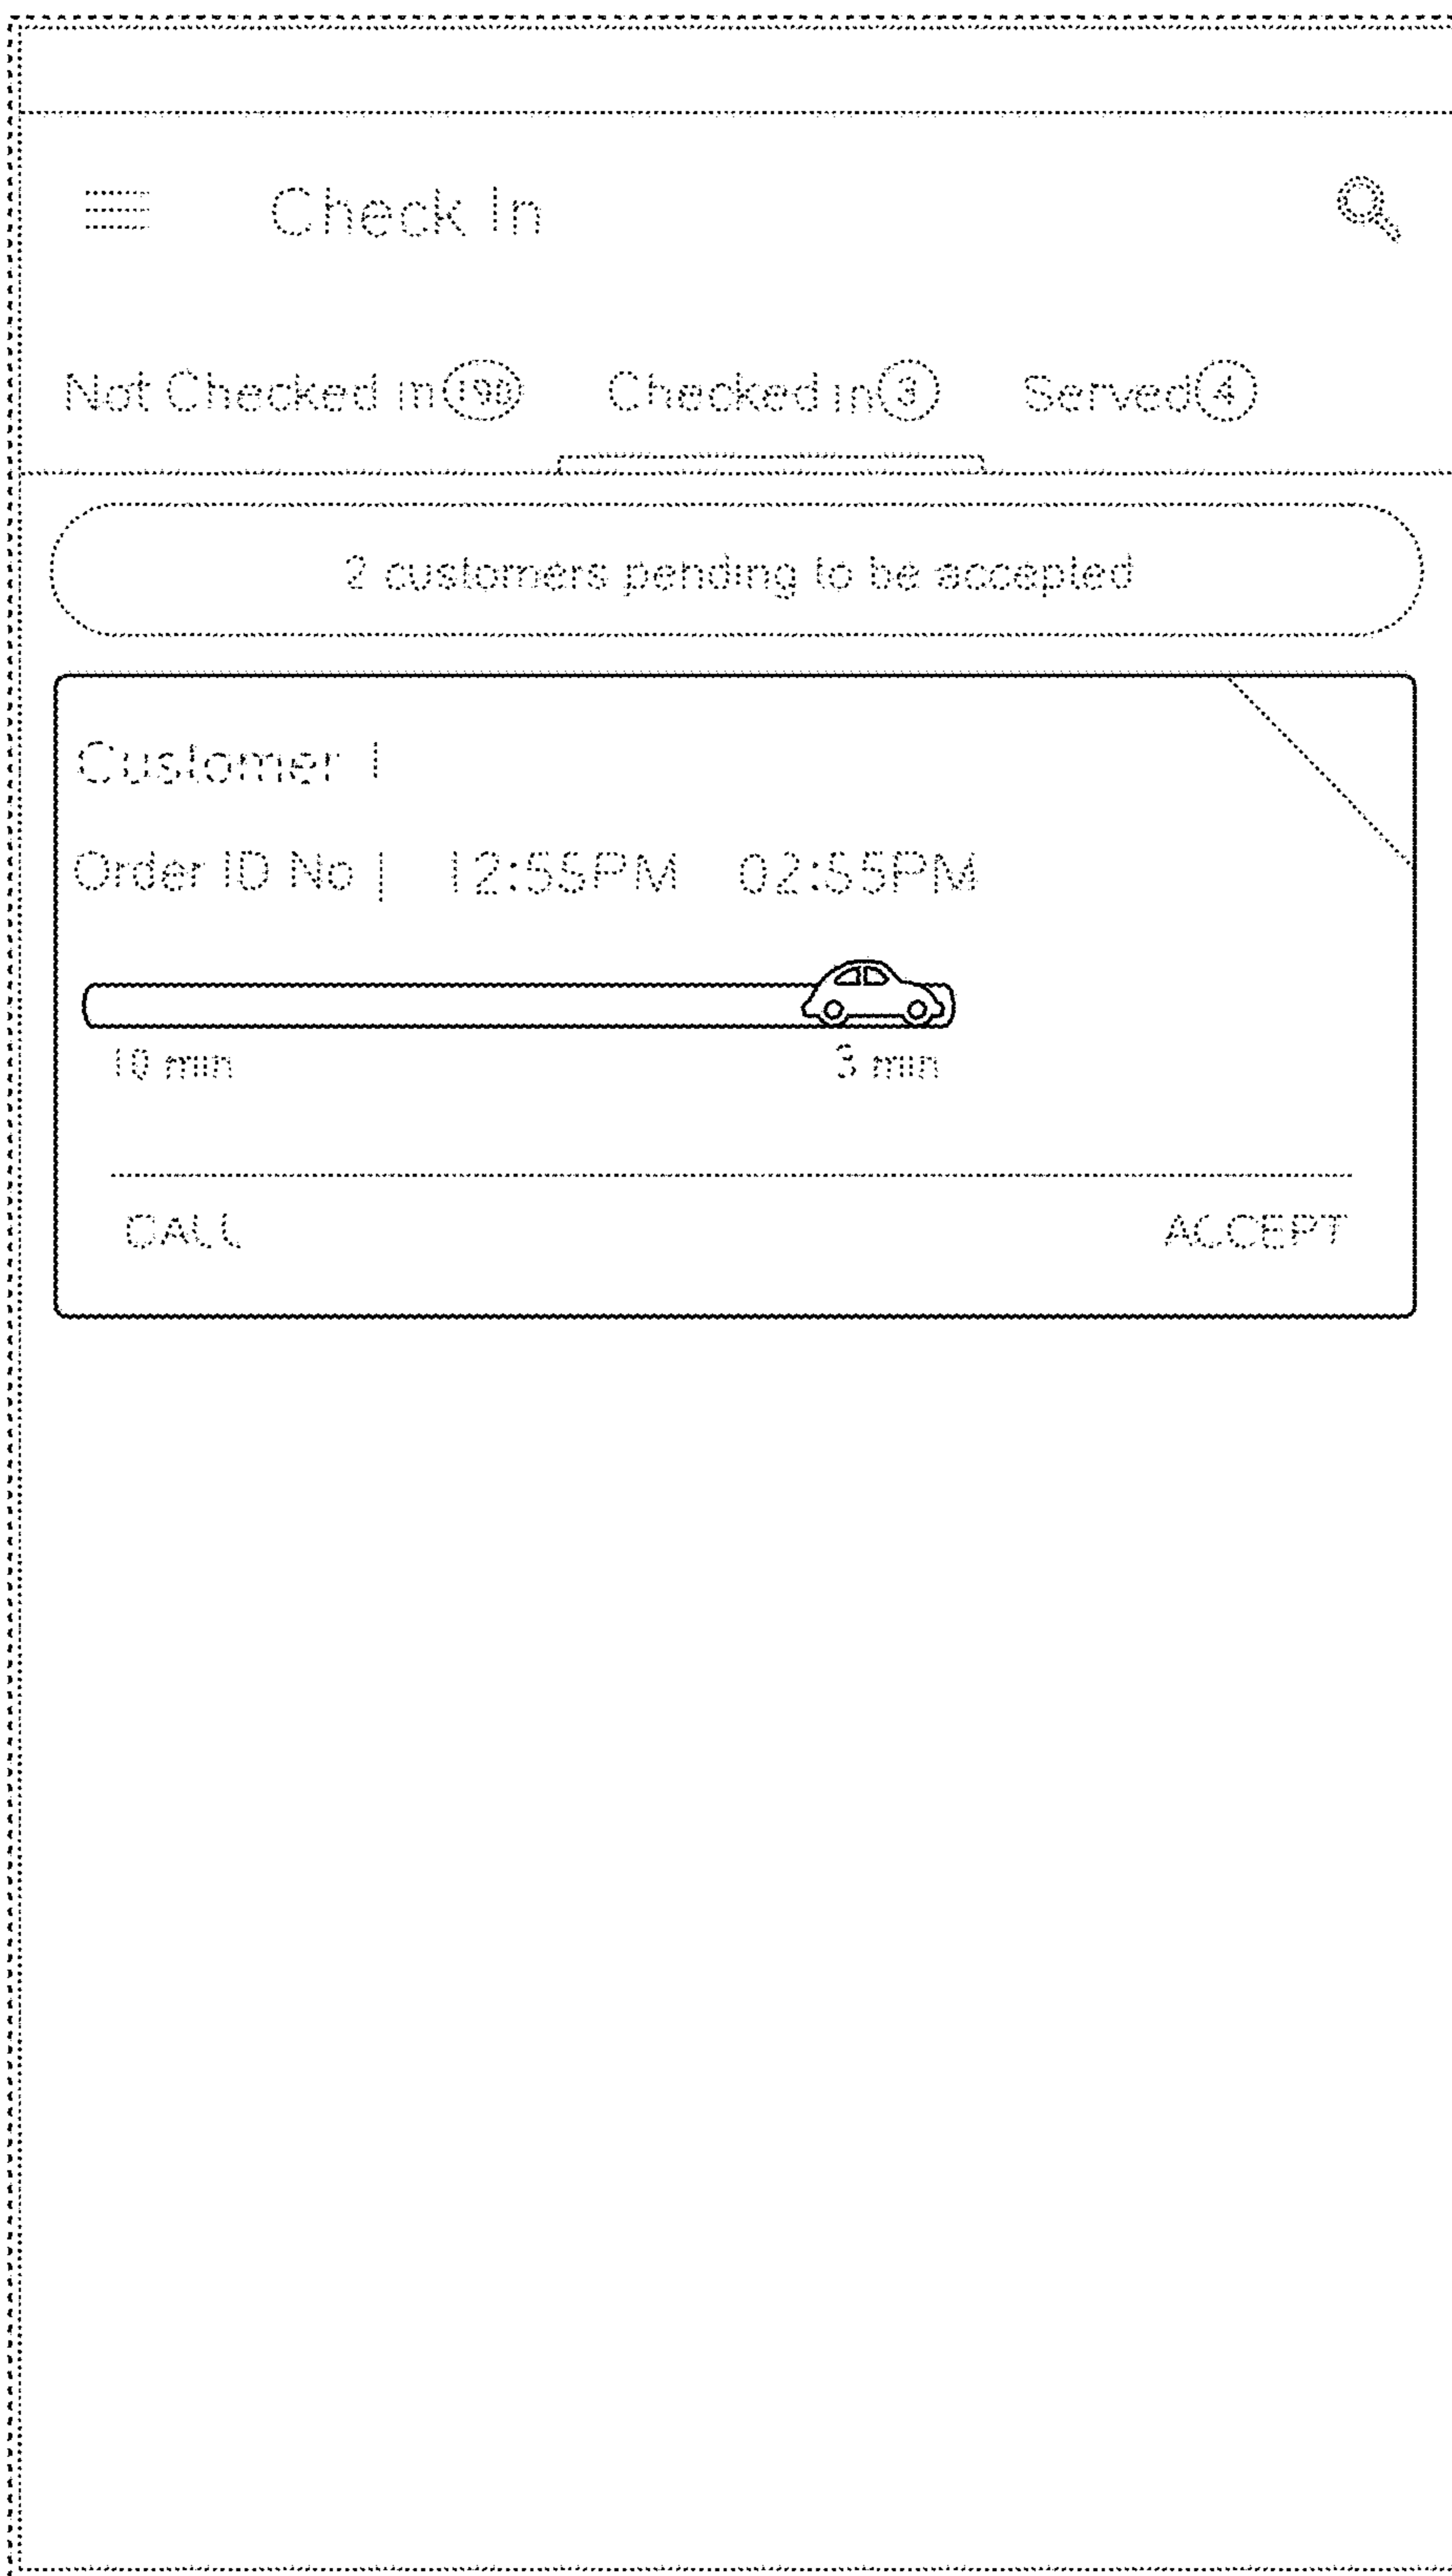 Check In
Not Checked in 190 Checked in 3 Served 4
2 customers pending to be accepted
Customer 1
Order ID No | 12:55PM 02:55PM
10 min 3 min
CALL ACCEPT